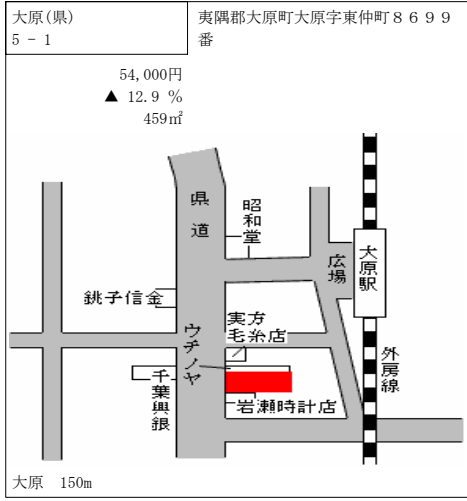 大原(県)
5 - 1
夷隅郡大原町大原字東仲町8699
番
54,000円
▲ 12.9 %
459㎡
県道
昭和堂
広場
大原駅
銚子信金
実方
毛糸店
ウチノヤ
外房線
千葉興銀
岩瀬時計店
大原 150m